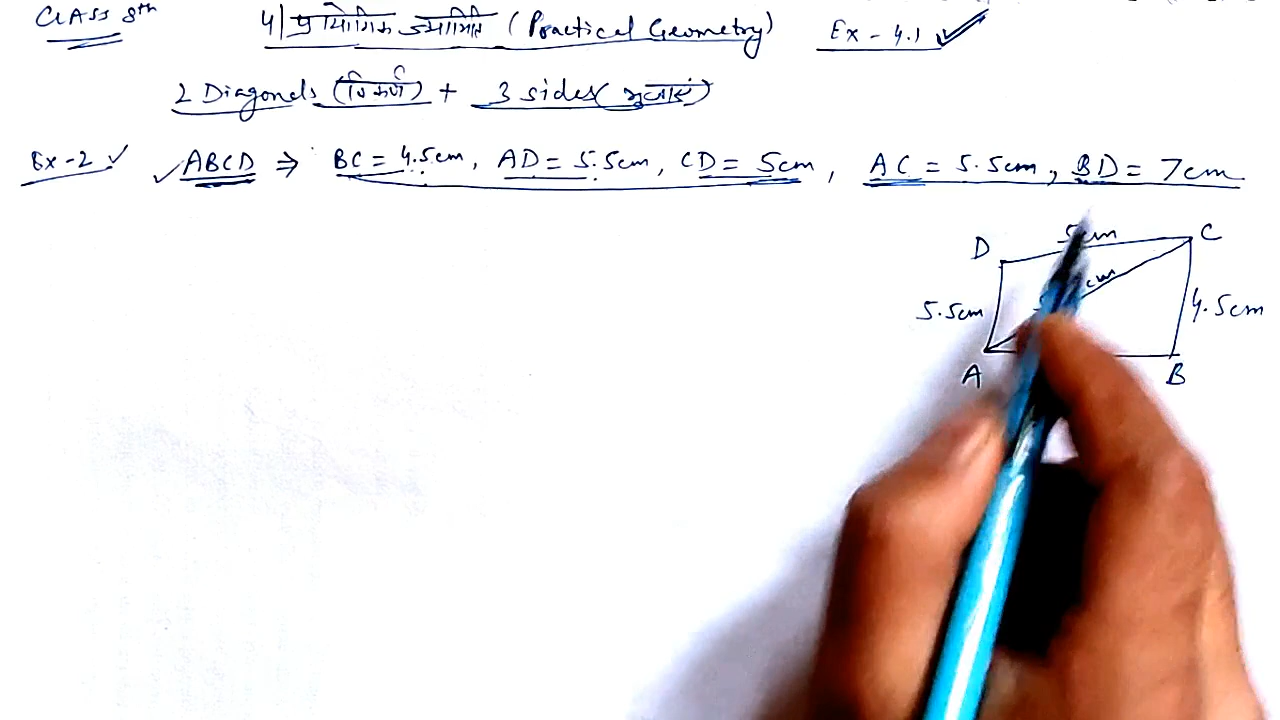 CLASS 8th
4| प्रायोगिक ज्यामिति (Practical Geometry) Ex - 4.1
2 Diagonals (विकर्ण) + 3 sides (भुजाएं)
Ex-2 ABCD ⇒ BC = 4.5cm, AD = 5.5cm, CD = 5cm, AC = 5.5cm, BD = 7cm
D 5cm C
5.5cm cm 4.5cm
A B